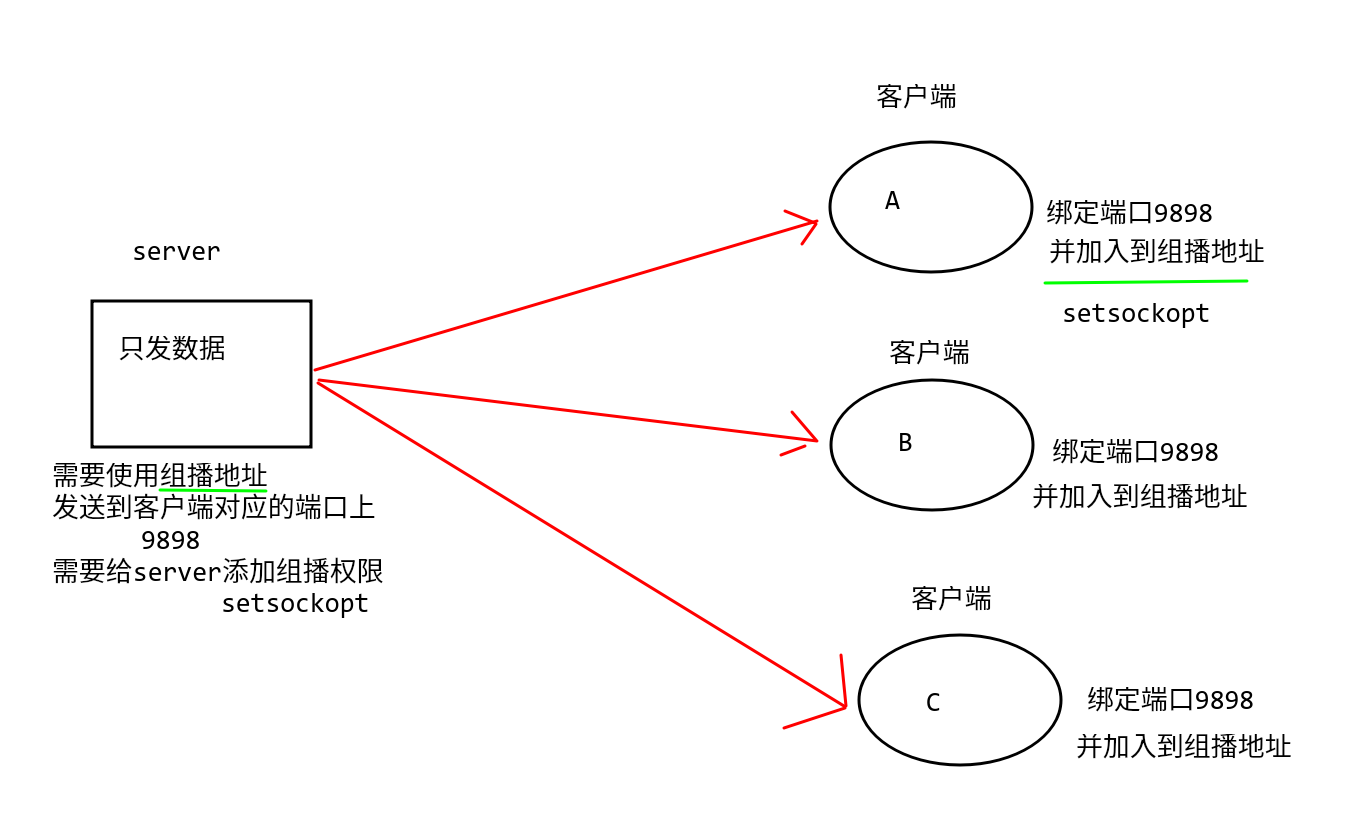 server
只发数据
需要使用组播地址
发送到客户端对应的端口上
9898
需要给server添加组播权限
setsockopt
客户端
A
绑定端口9898
并加入到组播地址
setsockopt
客户端
B
绑定端口9898
并加入到组播地址
客户端
C
绑定端口9898
并加入到组播地址